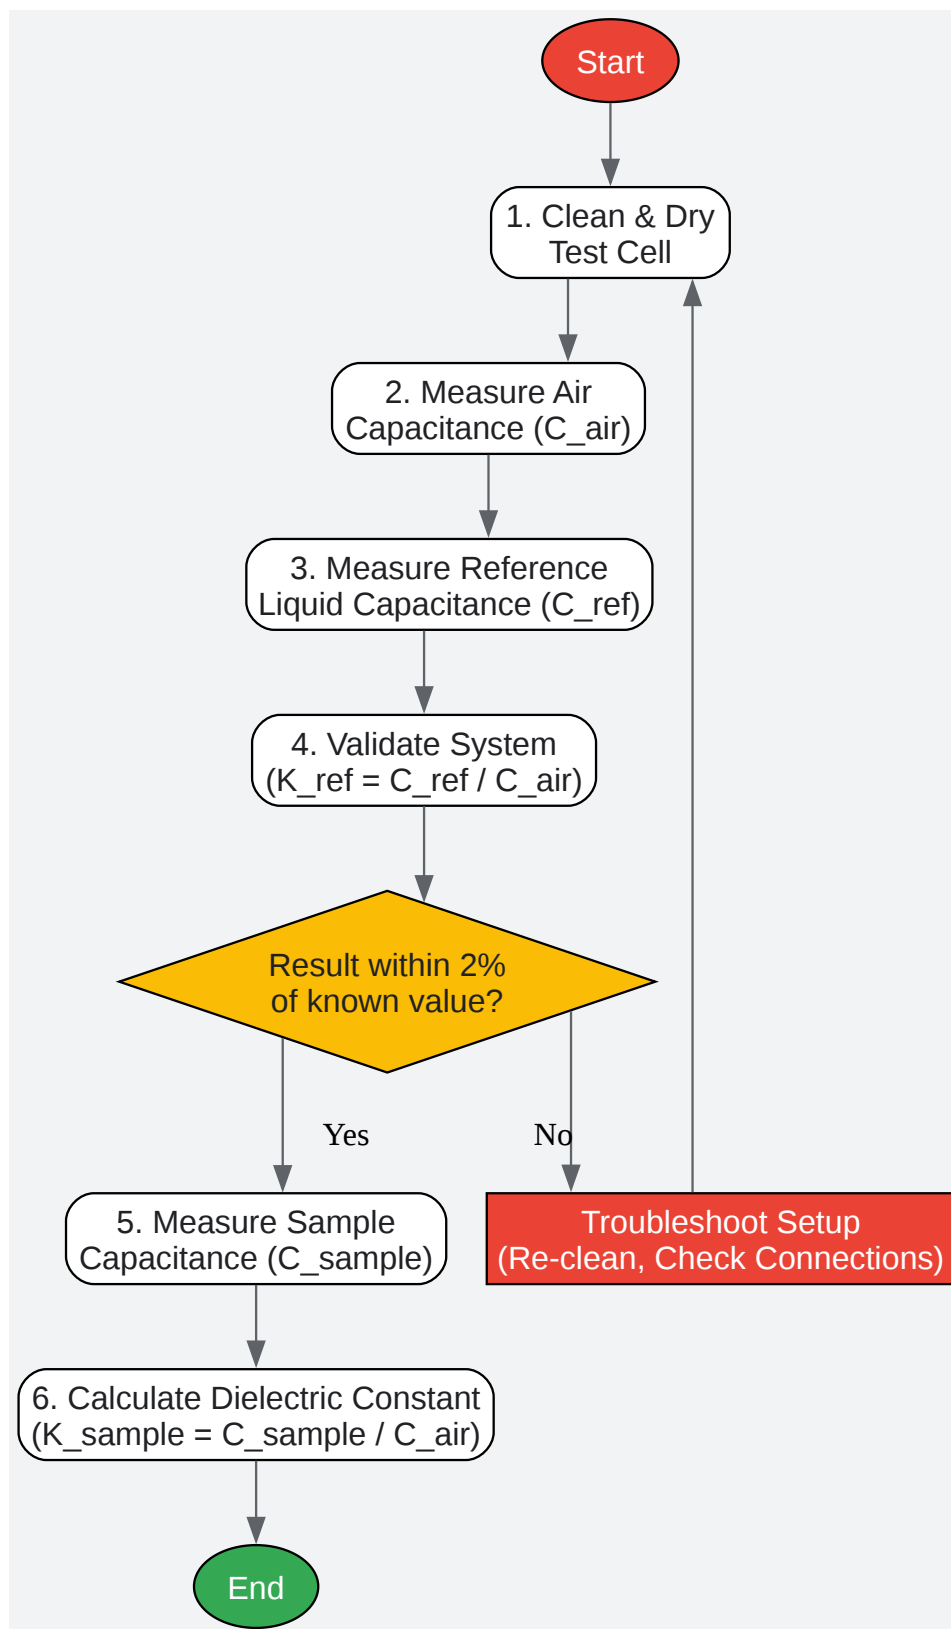 Start
1. Clean & Dry
Test Cell
2. Measure Air
Capacitance (C_air)
3. Measure Reference
Liquid Capacitance (C_ref)
4. Validate System
(K_ref = C_ref / C_air)
Result within 2%
of known value?
Yes
No
5. Measure Sample
Capacitance (C_sample)
Troubleshoot Setup
(Re-clean, Check Connections)
6. Calculate Dielectric Constant
(K_sample = C_sample / C_air)
End